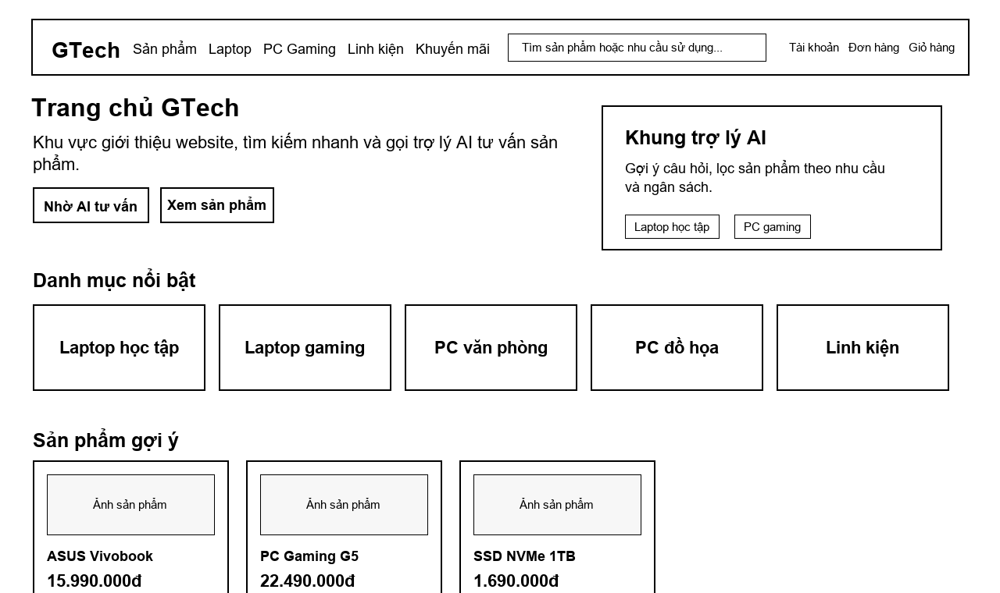 GTech Sản phẩm Laptop PC Gaming Linh kiện Khuyến mãi Tìm sản phẩm hoặc nhu cầu sử dụng... Tài khoản Đơn hàng Giỏ hàng
Trang chủ GTech
Khu vực giới thiệu website, tìm kiếm nhanh và gọi trợ lý AI tư vấn sản
phẩm.
Nhờ AI tư vấn Xem sản phẩm
Khung trợ lý AI
Gợi ý câu hỏi, lọc sản phẩm theo nhu cầu
và ngân sách.
Laptop học tập PC gaming
Danh mục nổi bật
Laptop học tập Laptop gaming PC văn phòng PC đồ họa Linh kiện
Sản phẩm gợi ý
Ảnh sản phẩm Ảnh sản phẩm Ảnh sản phẩm
ASUS Vivobook PC Gaming G5 SSD NVMe 1TB
15.990.000đ 22.490.000đ 1.690.000đ